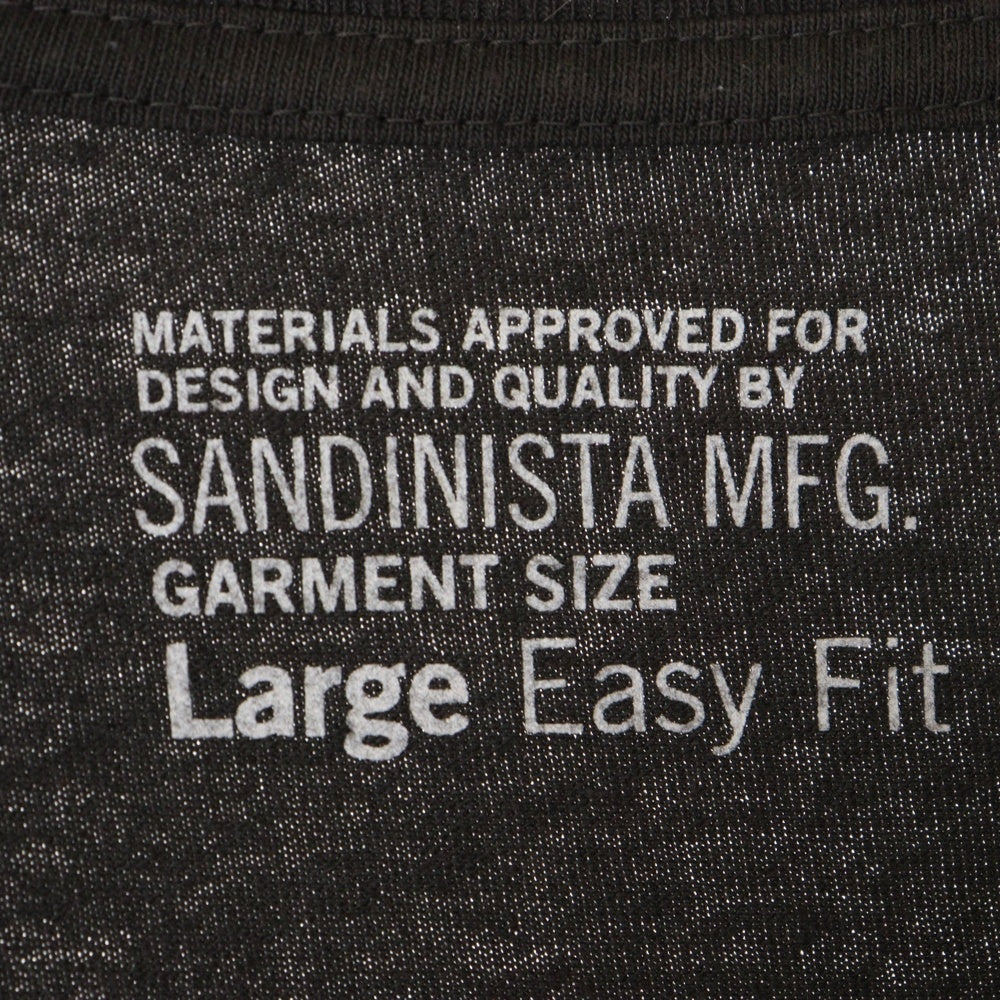 MATERIALS APPROVED FOR
DESIGN AND QUALITY BY
SANDINISTA MFG.
GARMENT SIZE
Large Easy Fit